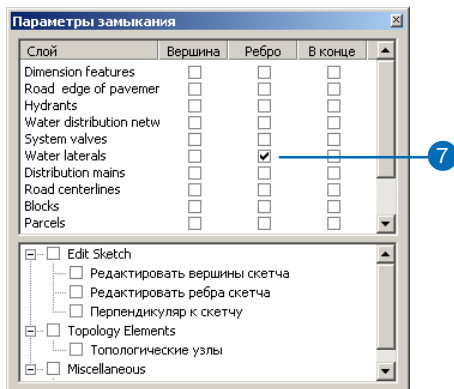 Параметры замыкания
Слой Вершина Ребро В конце
Dimension features
Road edge of pavemer
Hydrants
Water distribution netw
System valves
Water laterals
7
Distribution mains
Road centerlines
Blocks
Parcels
Edit Sketch
Редактировать вершины скетча
Редактировать ребра скетча
Перпендикуляр к скетчу
Topology Elements
Топологические узлы
Miscellaneous